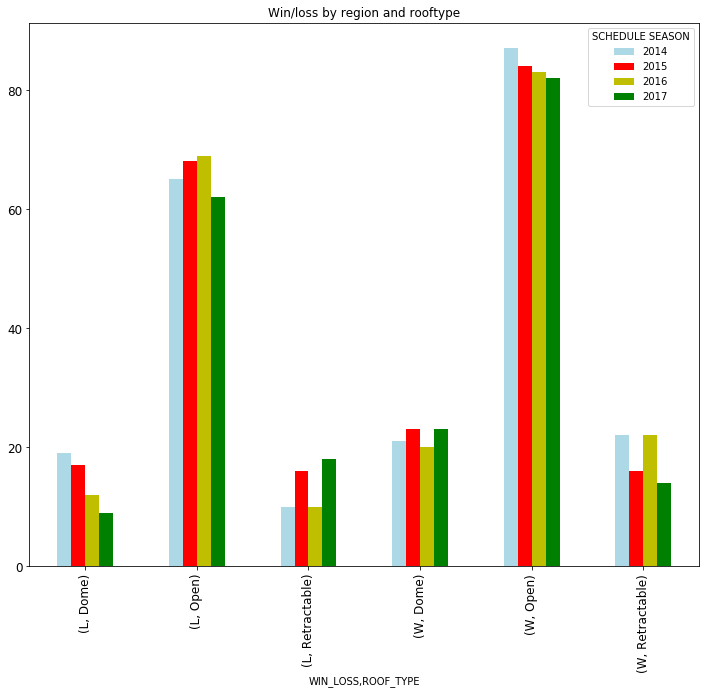 Win/loss by region and rooftype
SCHEDULE SEASON
2014
2015
2016
2017
80
60
40
20
0
(L, Dome)
(L, Open)
(L, Retractable)
(W, Dome)
(W, Open)
(W, Retractable)
WIN_LOSS,ROOF_TYPE